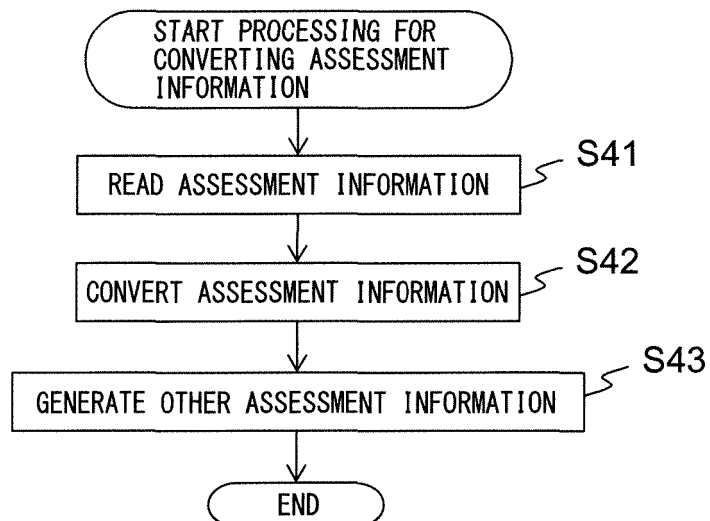 START PROCESSING FOR
CONVERTING ASSESSMENT
INFORMATION
READ ASSESSMENT INFORMATION
S41
CONVERT ASSESSMENT INFORMATION
S42
GENERATE OTHER ASSESSMENT INFORMATION
S43
END